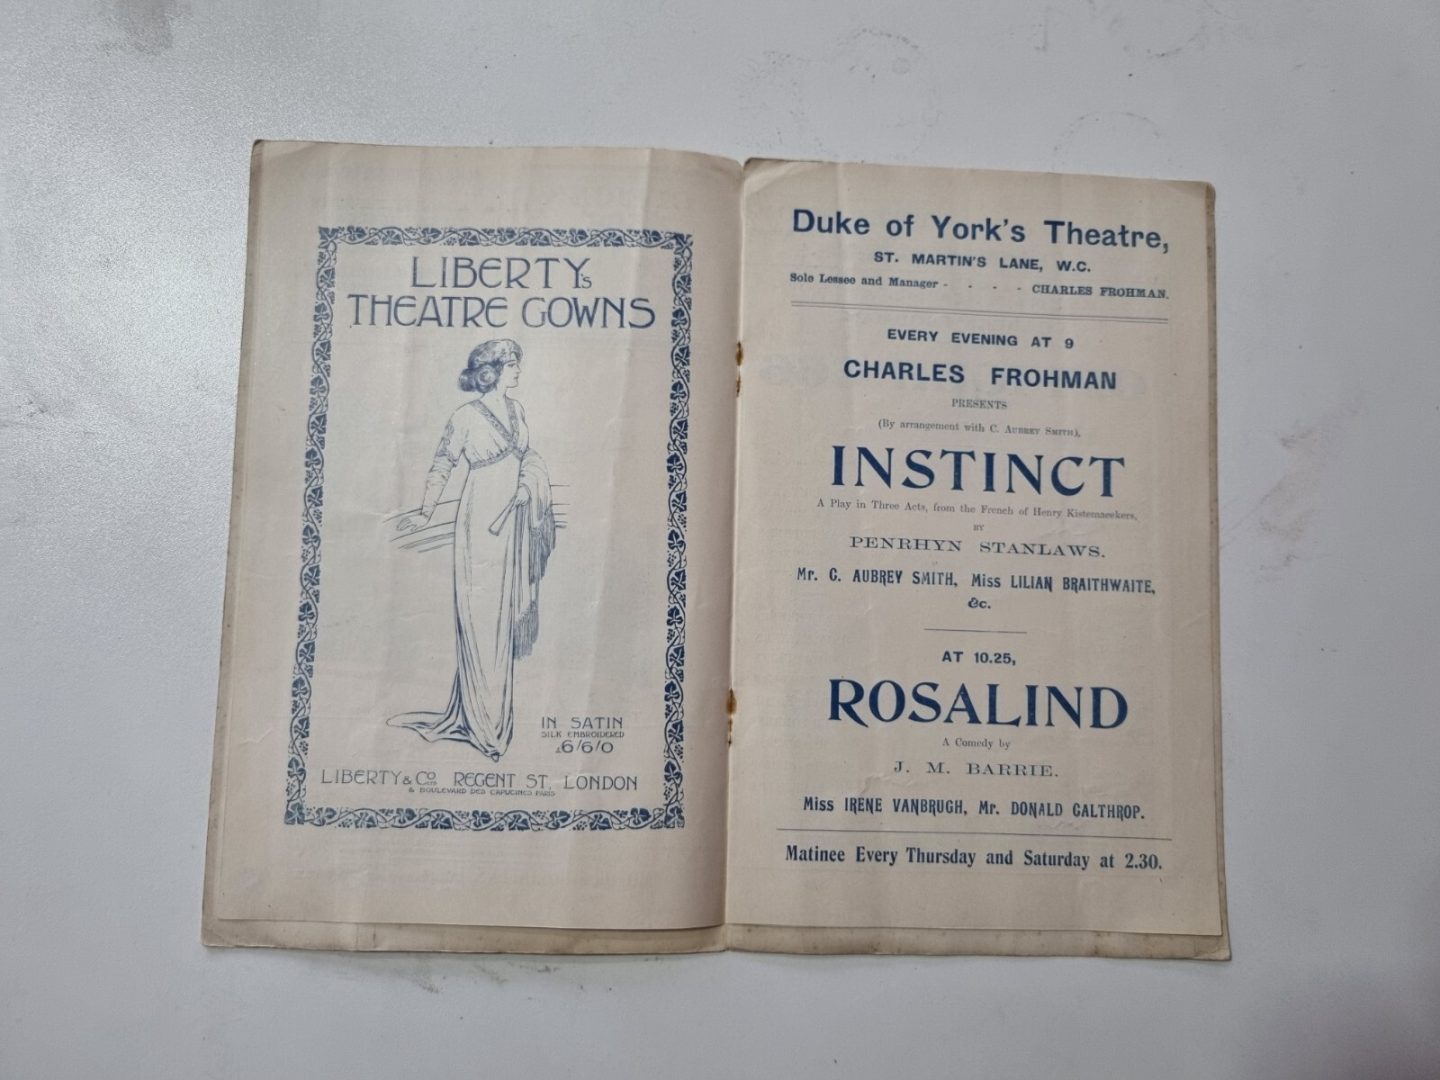 LIBERTY's
THEATRE GOWNS
IN SATIN
SILK EMBROIDERED
£6/6/0
LIBERTY & Co. REGENT ST, LONDON
& BOULEVARD DES CAPUCINES PARIS
Duke of York's Theatre,
ST. MARTIN'S LANE, W.C.
Sole Lessee and Manager - - - - CHARLES FROHMAN.
EVERY EVENING AT 9
CHARLES FROHMAN
PRESENTS
(By arrangement with C. AUBREY SMITH),
INSTINCT
A Play in Three Acts, from the French of Henry Kistemaeckers,
BY
PENRHYN STANLAWS.
Mr. C. AUBREY SMITH, Miss LILIAN BRAITHWAITE,
&c.
AT 10.25,
ROSALIND
A Comedy by
J. M. BARRIE.
Miss IRENE VANBRUGH, Mr. DONALD CALTHROP.
Matinee Every Thursday and Saturday at 2.30.